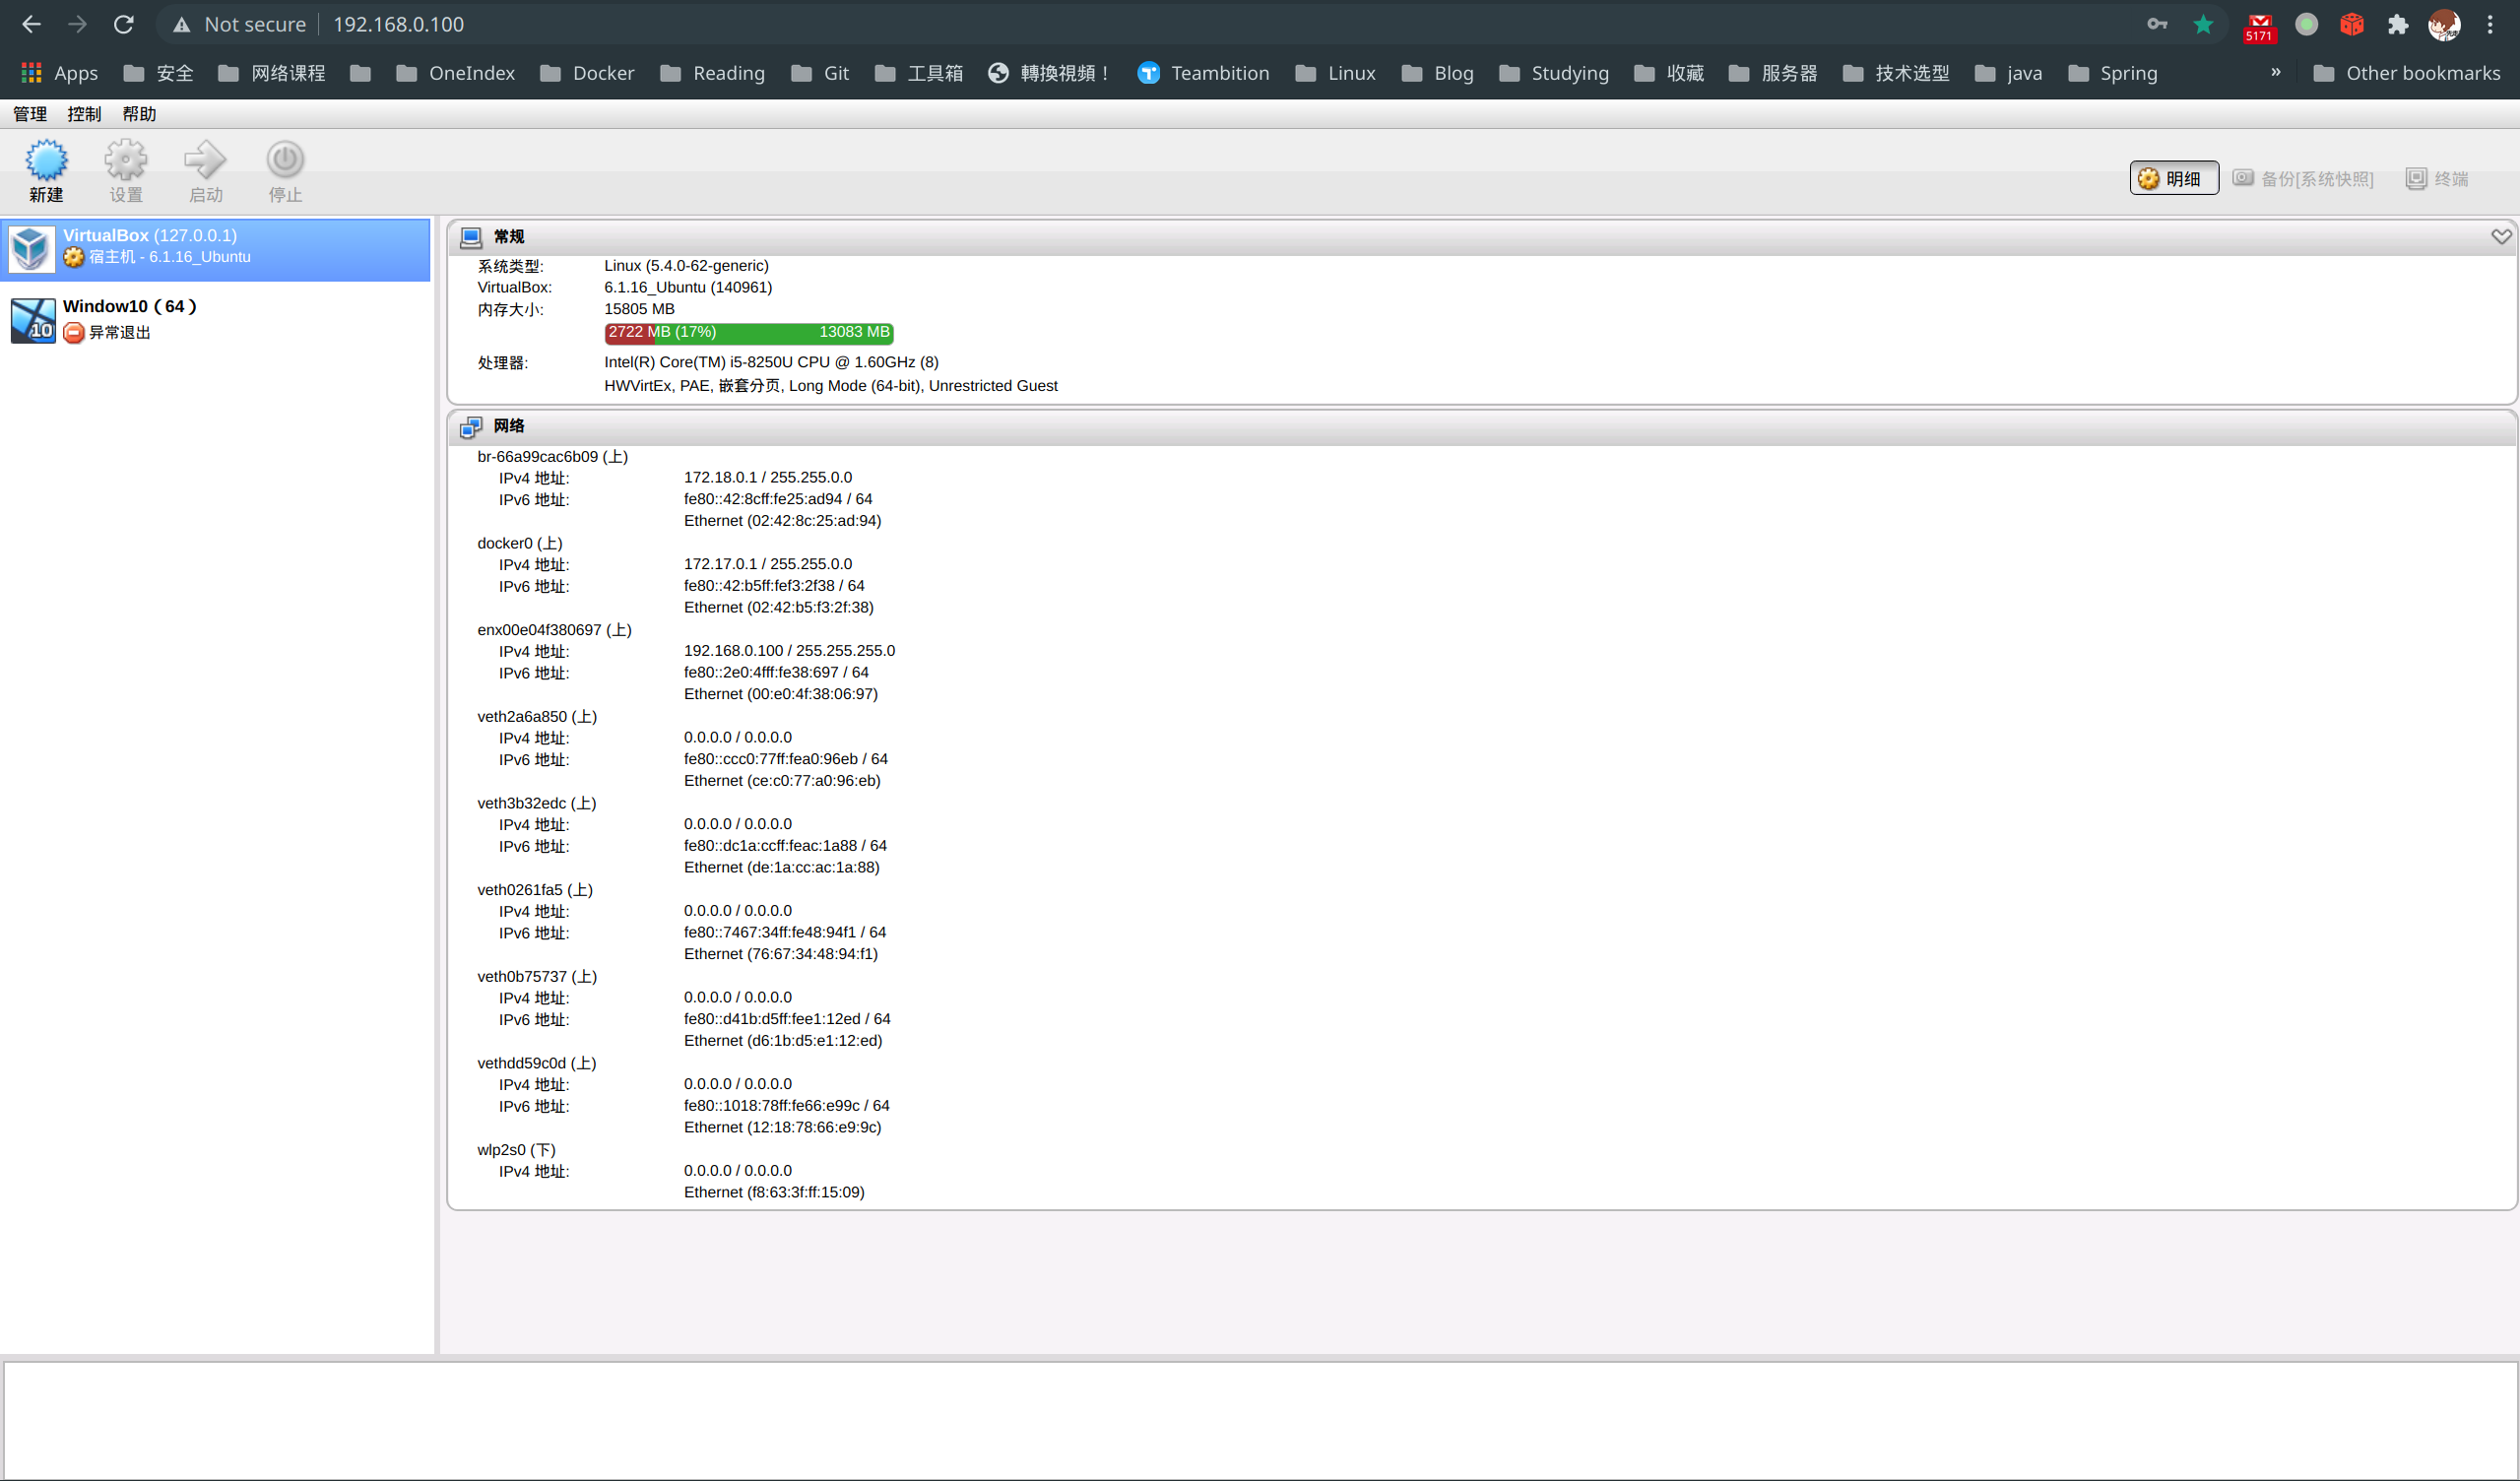 Not secure 192.168.0.100 5171
Apps 安全 网络课程 OneIndex Docker Reading Git 工具箱 轉換視頻！ Teambition Linux Blog Studying 收藏 服务器 技术选型 java Spring » Other bookmarks
管理 控制 帮助
新建 设置 启动 停止 明细 备份[系统快照] 终端
VirtualBox (127.0.0.1)
宿主机 - 6.1.16_Ubuntu
Window10（64）
10
异常退出
常规
系统类型: Linux (5.4.0-62-generic)
VirtualBox: 6.1.16_Ubuntu (140961)
内存大小: 15805 MB
2722 MB (17%) 13083 MB
处理器: Intel(R) Core(TM) i5-8250U CPU @ 1.60GHz (8)
HWVirtEx, PAE, 嵌套分页, Long Mode (64-bit), Unrestricted Guest
网络
br-66a99cac6b09 (上)
IPv4 地址: 172.18.0.1 / 255.255.0.0
IPv6 地址: fe80::42:8cff:fe25:ad94 / 64
Ethernet (02:42:8c:25:ad:94)
docker0 (上)
IPv4 地址: 172.17.0.1 / 255.255.0.0
IPv6 地址: fe80::42:b5ff:fef3:2f38 / 64
Ethernet (02:42:b5:f3:2f:38)
enx00e04f380697 (上)
IPv4 地址: 192.168.0.100 / 255.255.255.0
IPv6 地址: fe80::2e0:4fff:fe38:697 / 64
Ethernet (00:e0:4f:38:06:97)
veth2a6a850 (上)
IPv4 地址: 0.0.0.0 / 0.0.0.0
IPv6 地址: fe80::ccc0:77ff:fea0:96eb / 64
Ethernet (ce:c0:77:a0:96:eb)
veth3b32edc (上)
IPv4 地址: 0.0.0.0 / 0.0.0.0
IPv6 地址: fe80::dc1a:ccff:feac:1a88 / 64
Ethernet (de:1a:cc:ac:1a:88)
veth0261fa5 (上)
IPv4 地址: 0.0.0.0 / 0.0.0.0
IPv6 地址: fe80::7467:34ff:fe48:94f1 / 64
Ethernet (76:67:34:48:94:f1)
veth0b75737 (上)
IPv4 地址: 0.0.0.0 / 0.0.0.0
IPv6 地址: fe80::d41b:d5ff:fee1:12ed / 64
Ethernet (d6:1b:d5:e1:12:ed)
vethdd59c0d (上)
IPv4 地址: 0.0.0.0 / 0.0.0.0
IPv6 地址: fe80::1018:78ff:fe66:e99c / 64
Ethernet (12:18:78:66:e9:9c)
wlp2s0 (下)
IPv4 地址: 0.0.0.0 / 0.0.0.0
Ethernet (f8:63:3f:ff:15:09)